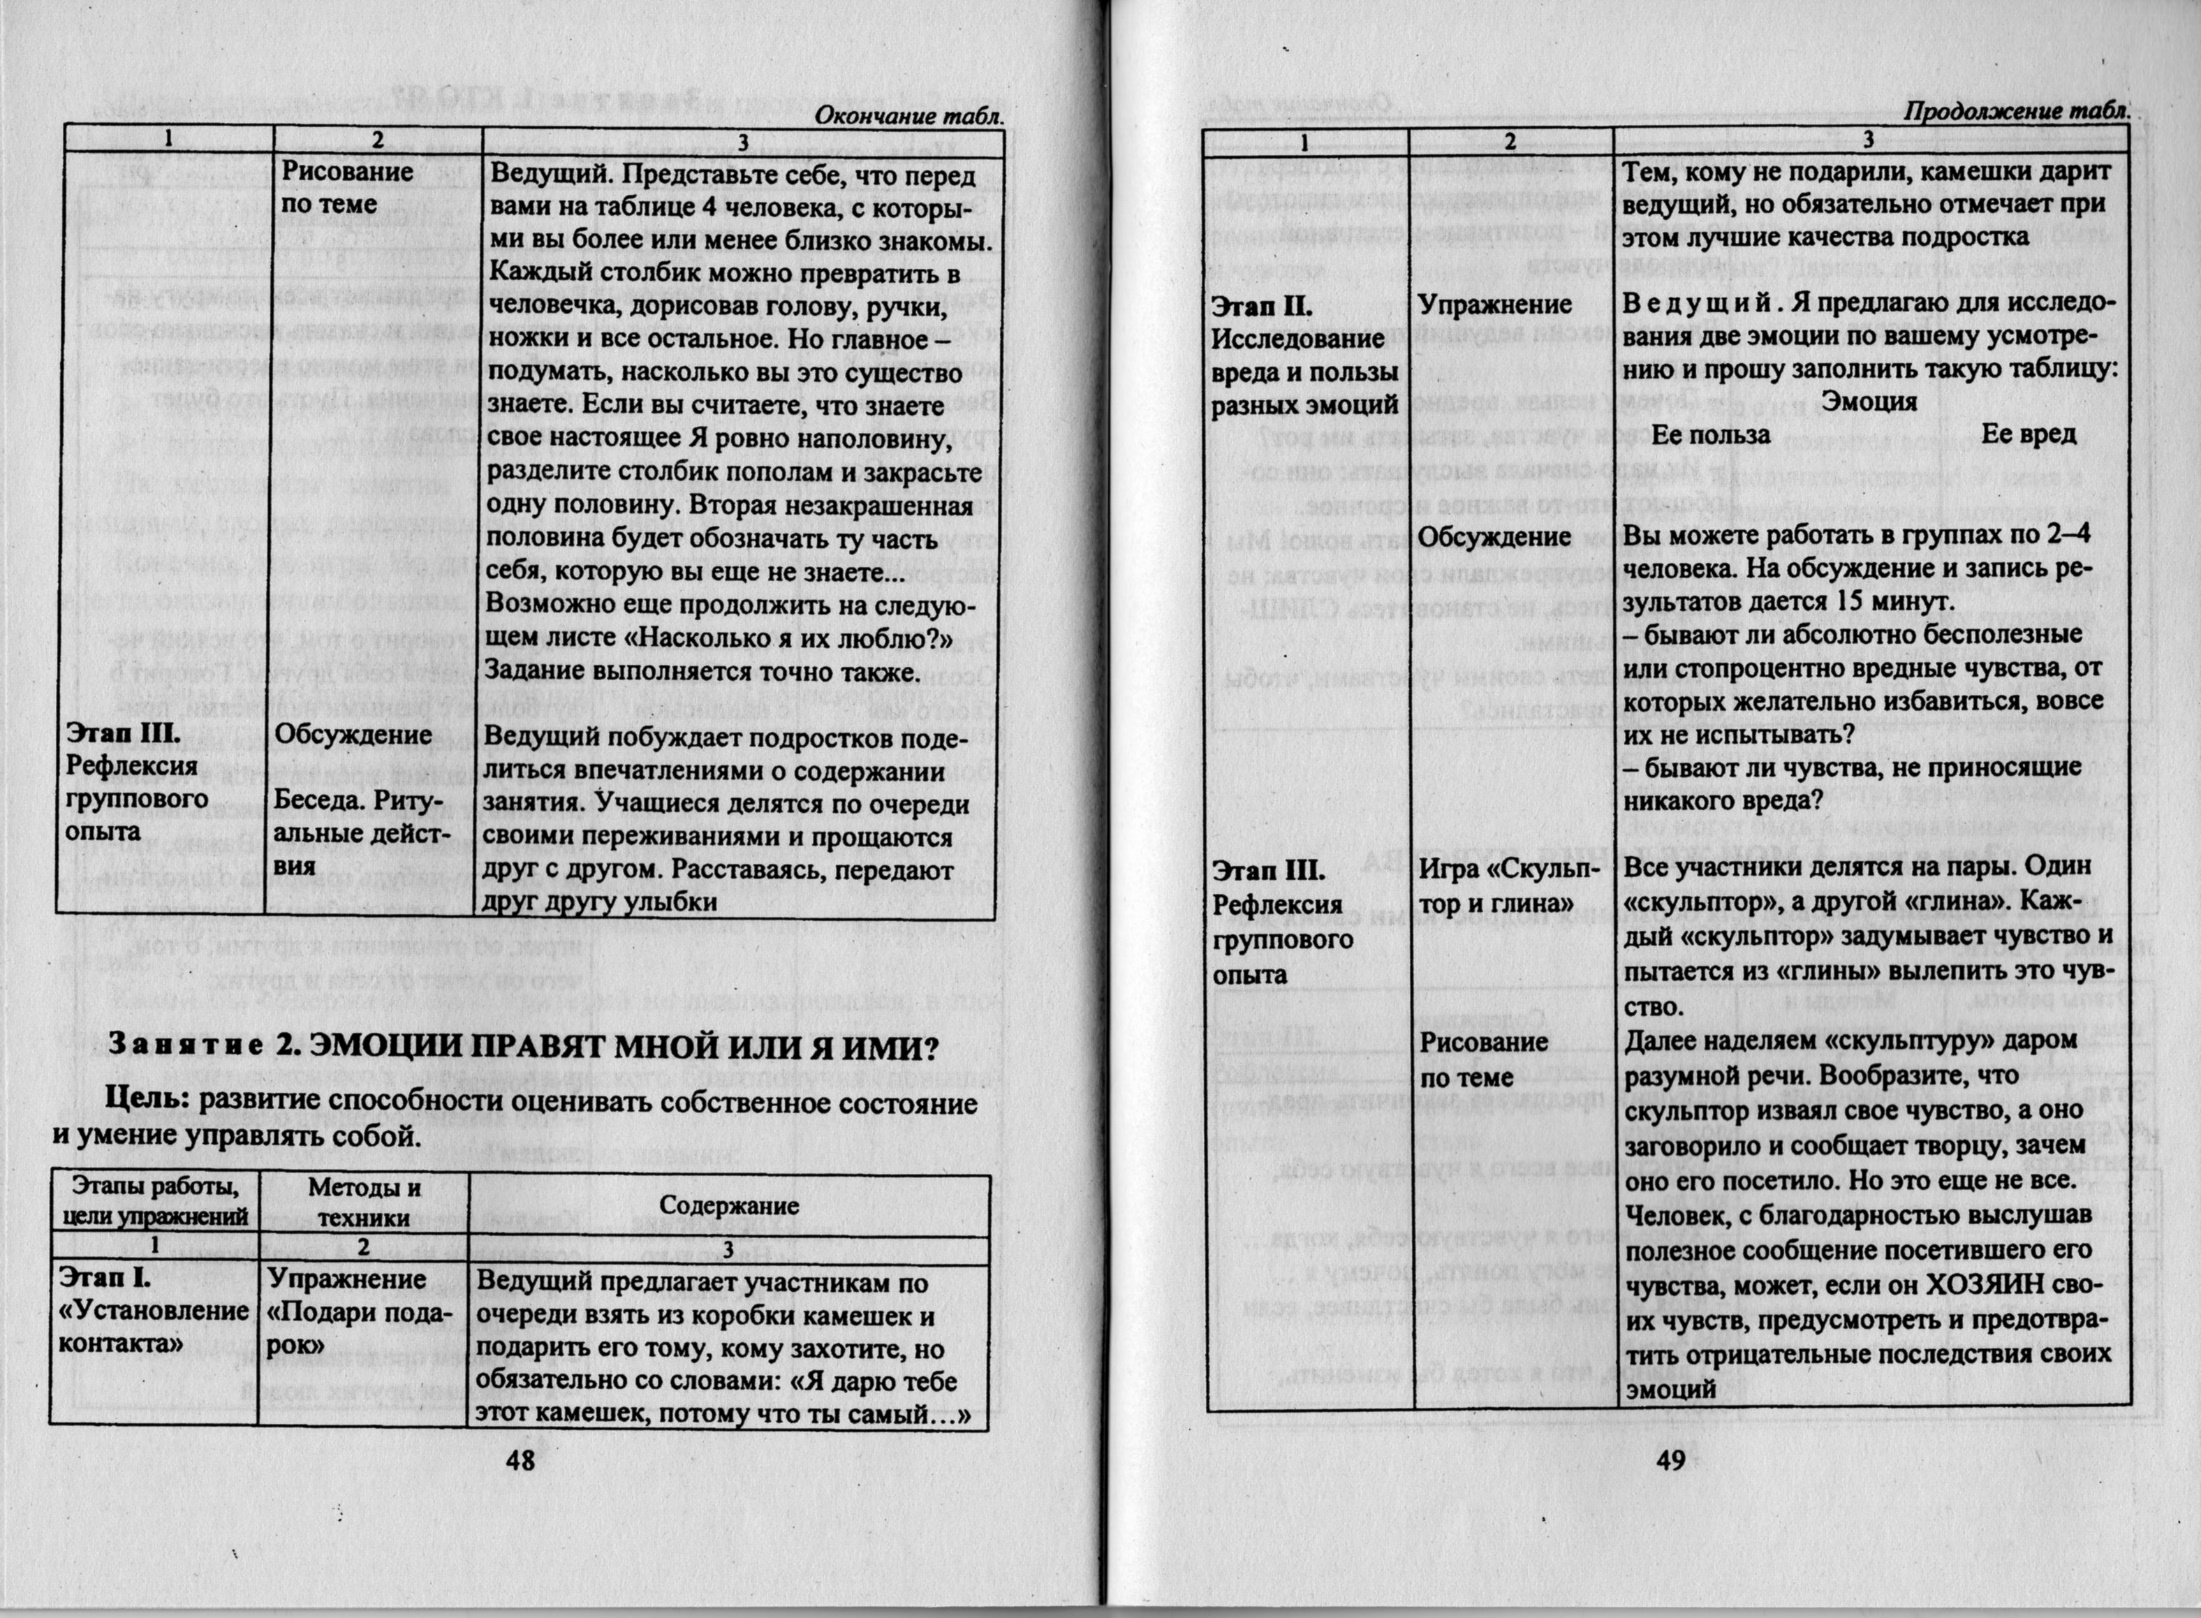 Окончание табл.
1 2 3
Рисование
по теме
Ведущий. Представьте себе, что перед
вами на таблице 4 человека, с которы-
ми вы более или менее близко знакомы.
Каждый столбик можно превратить в
человечка, дорисовав голову, ручки,
ножки и все остальное. Но главное –
подумать, насколько вы это существо
знаете. Если вы считаете, что знаете
свое настоящее Я ровно наполовину,
разделите столбик пополам и закрасьте
одну половину. Вторая незакрашенная
половина будет обозначать ту часть
себя, которую вы еще не знаете...
Возможно еще продолжить на следую-
щем листе «Насколько я их люблю?»
Задание выполняется точно также.
Этап III.
Рефлексия
группового
опыта
Обсуждение
Беседа. Риту-
альные дейст-
вия
Ведущий побуждает подростков поде-
литься впечатлениями о содержании
занятия. Учащиеся делятся по очереди
своими переживаниями и прощаются
друг с другом. Расставаясь, передают
друг другу улыбки
Занятие 2. ЭМОЦИИ ПРАВЯТ МНОЙ ИЛИ Я ИМИ?
Цель: развитие способности оценивать собственное состояние
и умение управлять собой.
Этапы работы,
цели упражнений
Методы и
техники
Содержание
1 2 3
Этап I.
«Установление
контакта»
Упражнение
«Подари пода-
рок»
Ведущий предлагает участникам по
очереди взять из коробки камешек и
подарить его тому, кому захотите, но
обязательно со словами: «Я дарю тебе
этот камешек, потому что ты самый...»
48
Продолжение табл.
1 2 3
Тем, кому не подарили, камешки дарит
ведущий, но обязательно отмечает при
этом лучшие качества подростка
Этап II.
Исследование
вреда и пользы
разных эмоций
Упражнение
Ведущий. Я предлагаю для исследо-
вания две эмоции по вашему усмотре-
нию и прошу заполнить такую таблицу:
Эмоция
Ее польза Ее вред
Обсуждение
Вы можете работать в группах по 2–4
человека. На обсуждение и запись ре-
зультатов дается 15 минут.
– бывают ли абсолютно бесполезные
или стопроцентно вредные чувства, от
которых желательно избавиться, вовсе
их не испытывать?
– бывают ли чувства, не приносящие
никакого вреда?
Этап III.
Рефлексия
группового
опыта
Игра «Скульп-
тор и глина»
Все участники делятся на пары. Один
«скульптор», а другой «глина». Каж-
дый «скульптор» задумывает чувство и
пытается из «глины» вылепить это чув-
ство.
Рисование
по теме
Далее наделяем «скульптуру» даром
разумной речи. Вообразите, что
скульптор изваял свое чувство, а оно
заговорило и сообщает творцу, зачем
оно его посетило. Но это еще не все.
Человек, с благодарностью выслушав
полезное сообщение посетившего его
чувства, может, если он ХОЗЯИН сво-
их чувств, предусмотреть и предотвра-
тить отрицательные последствия своих
эмоций
49